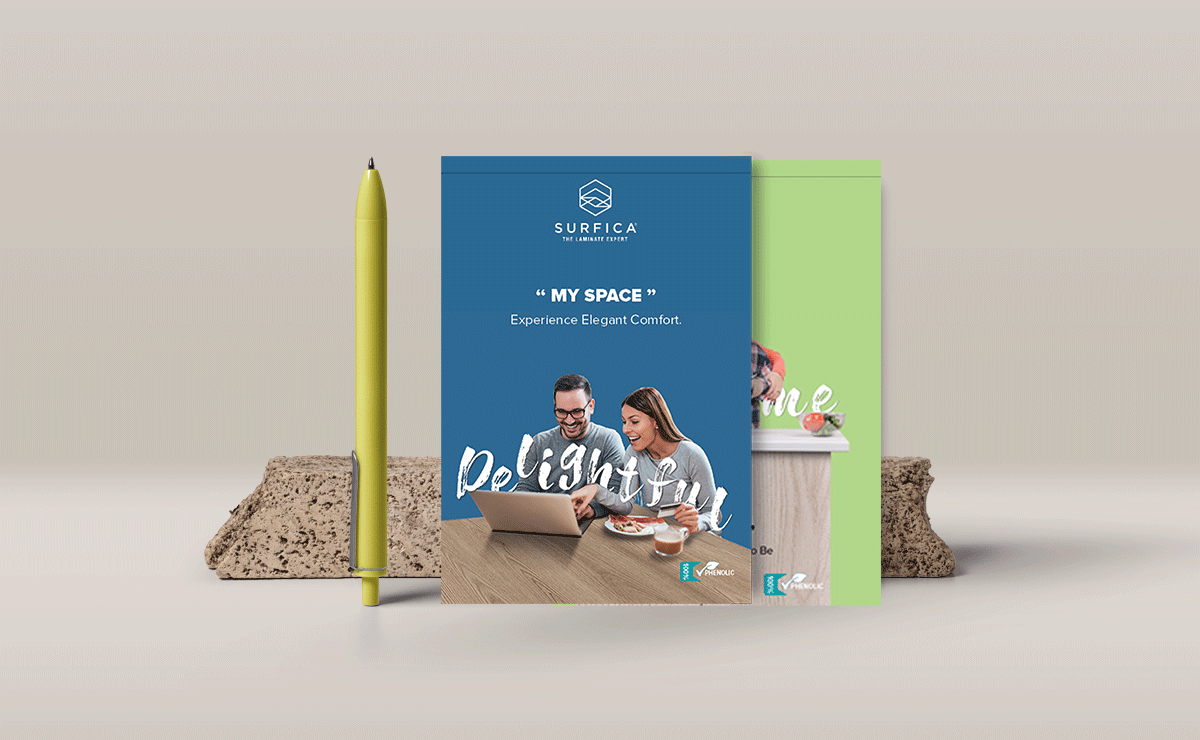 SURFICA
THE LAMINATE EXPERT
“ MY SPACE ”
Experience Elegant Comfort.
Delightful
100%
PHENOLIC
me
o Be
100%
PHENOLIC